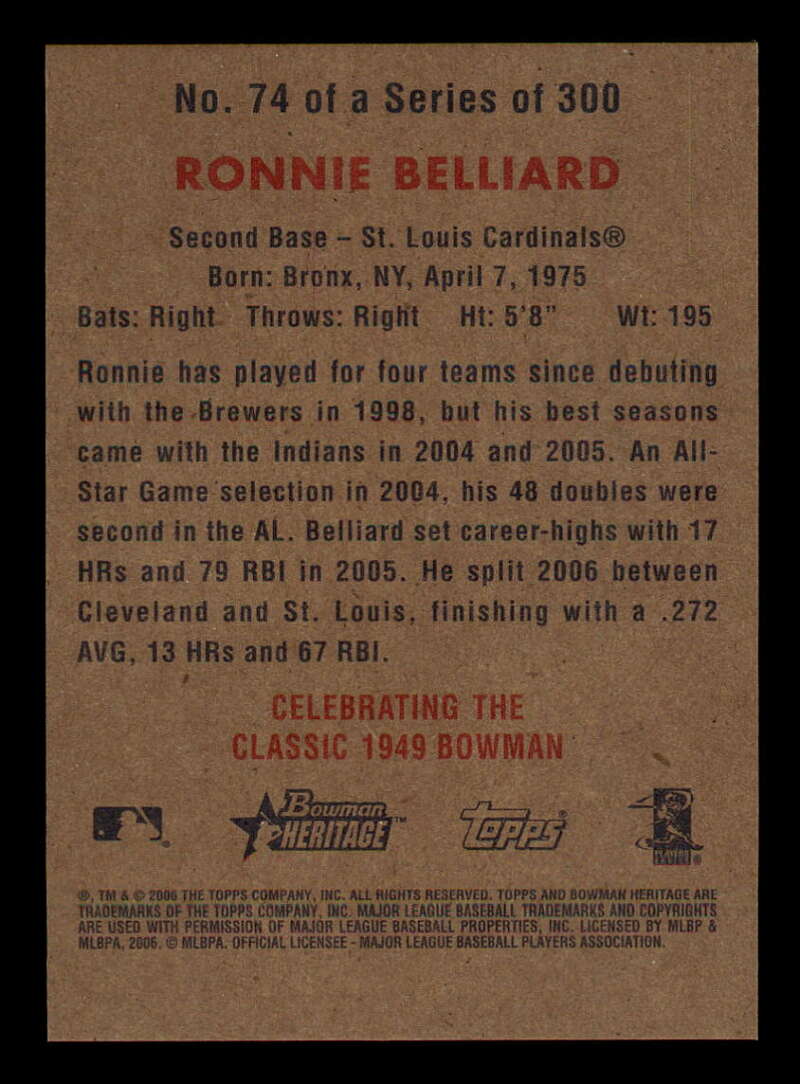 No. 74 of a Series of 300
RONNIE BELLIARD
Second Base – St. Louis Cardinals®
Born: Bronx, NY, April 7, 1975
Bats: Right Throws: Right Ht: 5'8" Wt: 195
Ronnie has played for four teams since debuting
with the Brewers in 1998, but his best seasons
came with the Indians in 2004 and 2005. An All-
Star Game selection in 2004, his 48 doubles were
second in the AL. Belliard set career-highs with 17
HRs and 79 RBI in 2005. He split 2006 between
Cleveland and St. Louis, finishing with a .272
AVG, 13 HRs and 67 RBI.
CELEBRATING THE
CLASSIC 1949 BOWMAN
Bowman
HERITAGE™
Topps®
®, TM & © 2006 THE TOPPS COMPANY, INC. ALL RIGHTS RESERVED. TOPPS AND BOWMAN HERITAGE ARE
TRADEMARKS OF THE TOPPS COMPANY, INC. MAJOR LEAGUE BASEBALL TRADEMARKS AND COPYRIGHTS
ARE USED WITH PERMISSION OF MAJOR LEAGUE BASEBALL PROPERTIES, INC. LICENSED BY MLBP &
MLBPA, 2006. © MLBPA. OFFICIAL LICENSEE - MAJOR LEAGUE BASEBALL PLAYERS ASSOCIATION.